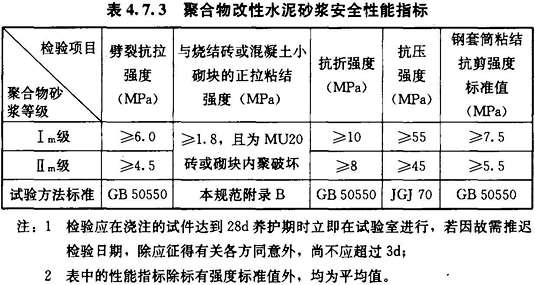 表4.7.3 聚合物改性水泥砂浆安全性能指标
检验项目
聚合物砂
浆等级
劈裂抗拉
强度
（MPa）
与烧结砖或混凝土小
砌块的正拉粘结
强度（MPa）
抗折强度
（MPa）
抗压
强度
（MPa）
钢套筒粘结
抗剪强度
标准值
（MPa）
Ⅰm级
≥6.0
≥1.8，且为MU20
砖或砌块内聚破坏
≥10
≥55
≥7.5
Ⅱm级
≥4.5
≥8
≥45
≥5.5
试验方法标准
GB 50550
本规范附录B
GB 50550
JGJ 70
GB 50550
注：1 检验应在浇注的试件达到28d养护期时立即在试验室进行，若因故需推迟
检验日期，除应征得有关各方同意外，尚不应超过3d；
2 表中的性能指标除标有强度标准值外，均为平均值。